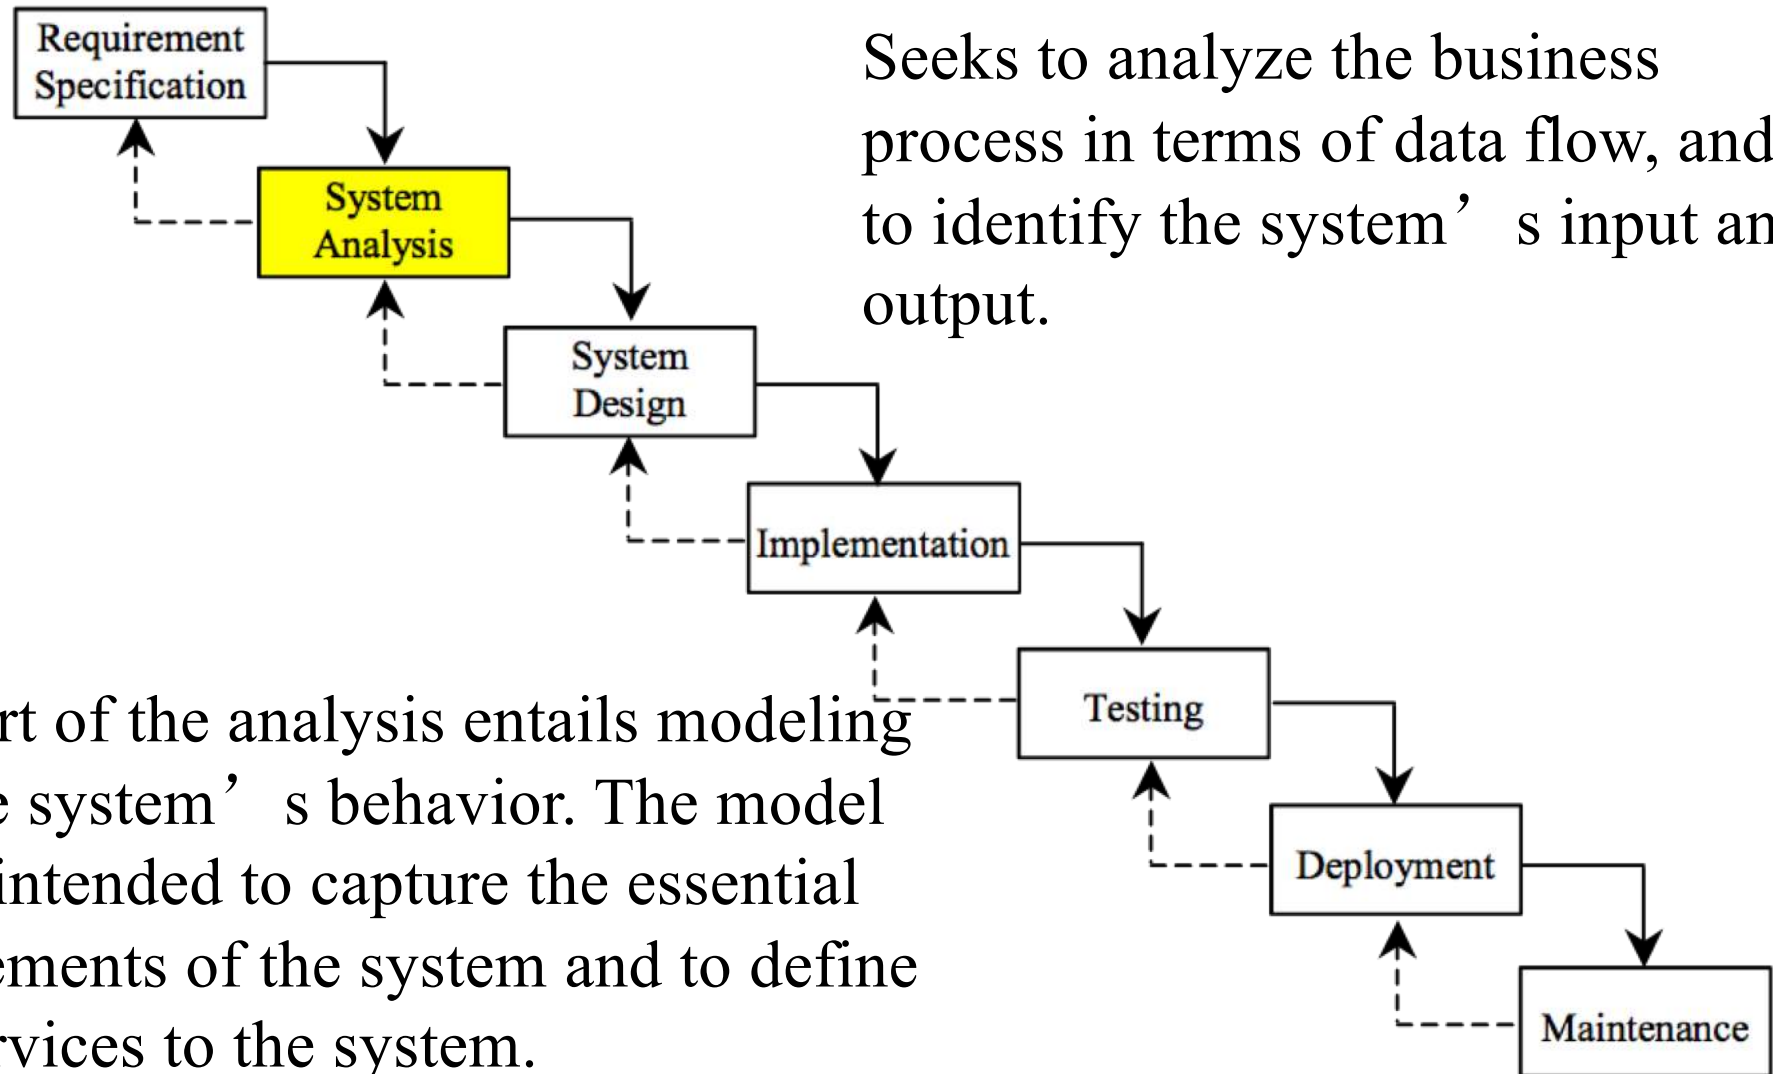 Requirement
Specification
Seeks to analyze the business
process in terms of data flow, and
to identify the system’ s input an
output.
System
Analysis
System
Design
Implementation
Testing
rt of the analysis entails modeling
e system’ s behavior. The model
intended to capture the essential
ements of the system and to define
rvices to the system.
Deployment
Maintenance